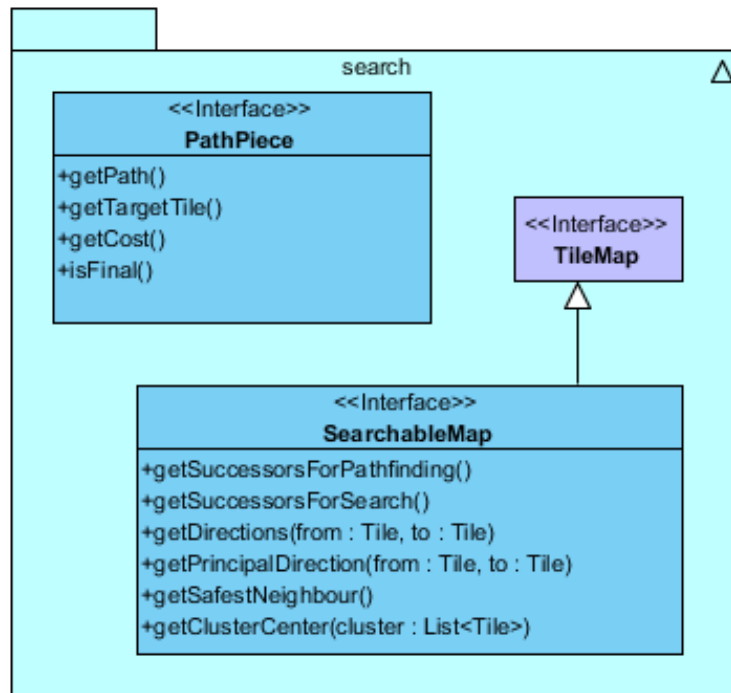 search
<<Interface>>
PathPiece
+getPath()
+getTargetTile()
+getCost()
+isFinal()
<<Interface>>
TileMap
<<Interface>>
SearchableMap
+getSuccessorsForPathfinding()
+getSuccessorsForSearch()
+getDirections(from : Tile, to : Tile)
+getPrincipalDirection(from : Tile, to : Tile)
+getSafestNeighbour()
+getClusterCenter(cluster : List<Tile>)